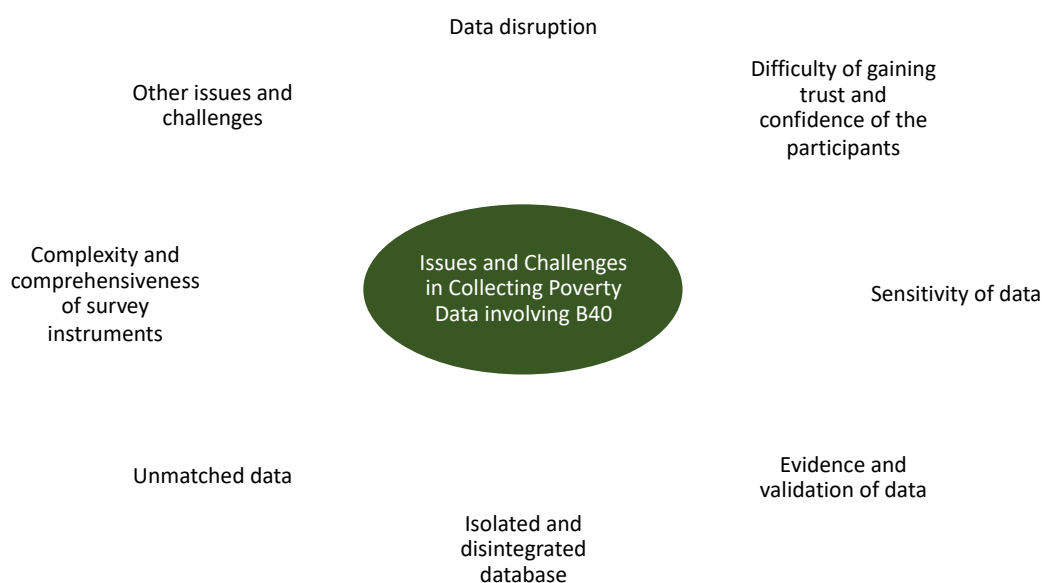 Data disruption
Difficulty of gaining
trust and
confidence of the
participants
Other issues and
challenges
Issues and Challenges
in Collecting Poverty
Data involving B40
Complexity and
comprehensiveness
of survey
instruments
Sensitivity of data
Unmatched data
Evidence and
validation of data
Isolated and
disintegrated
database